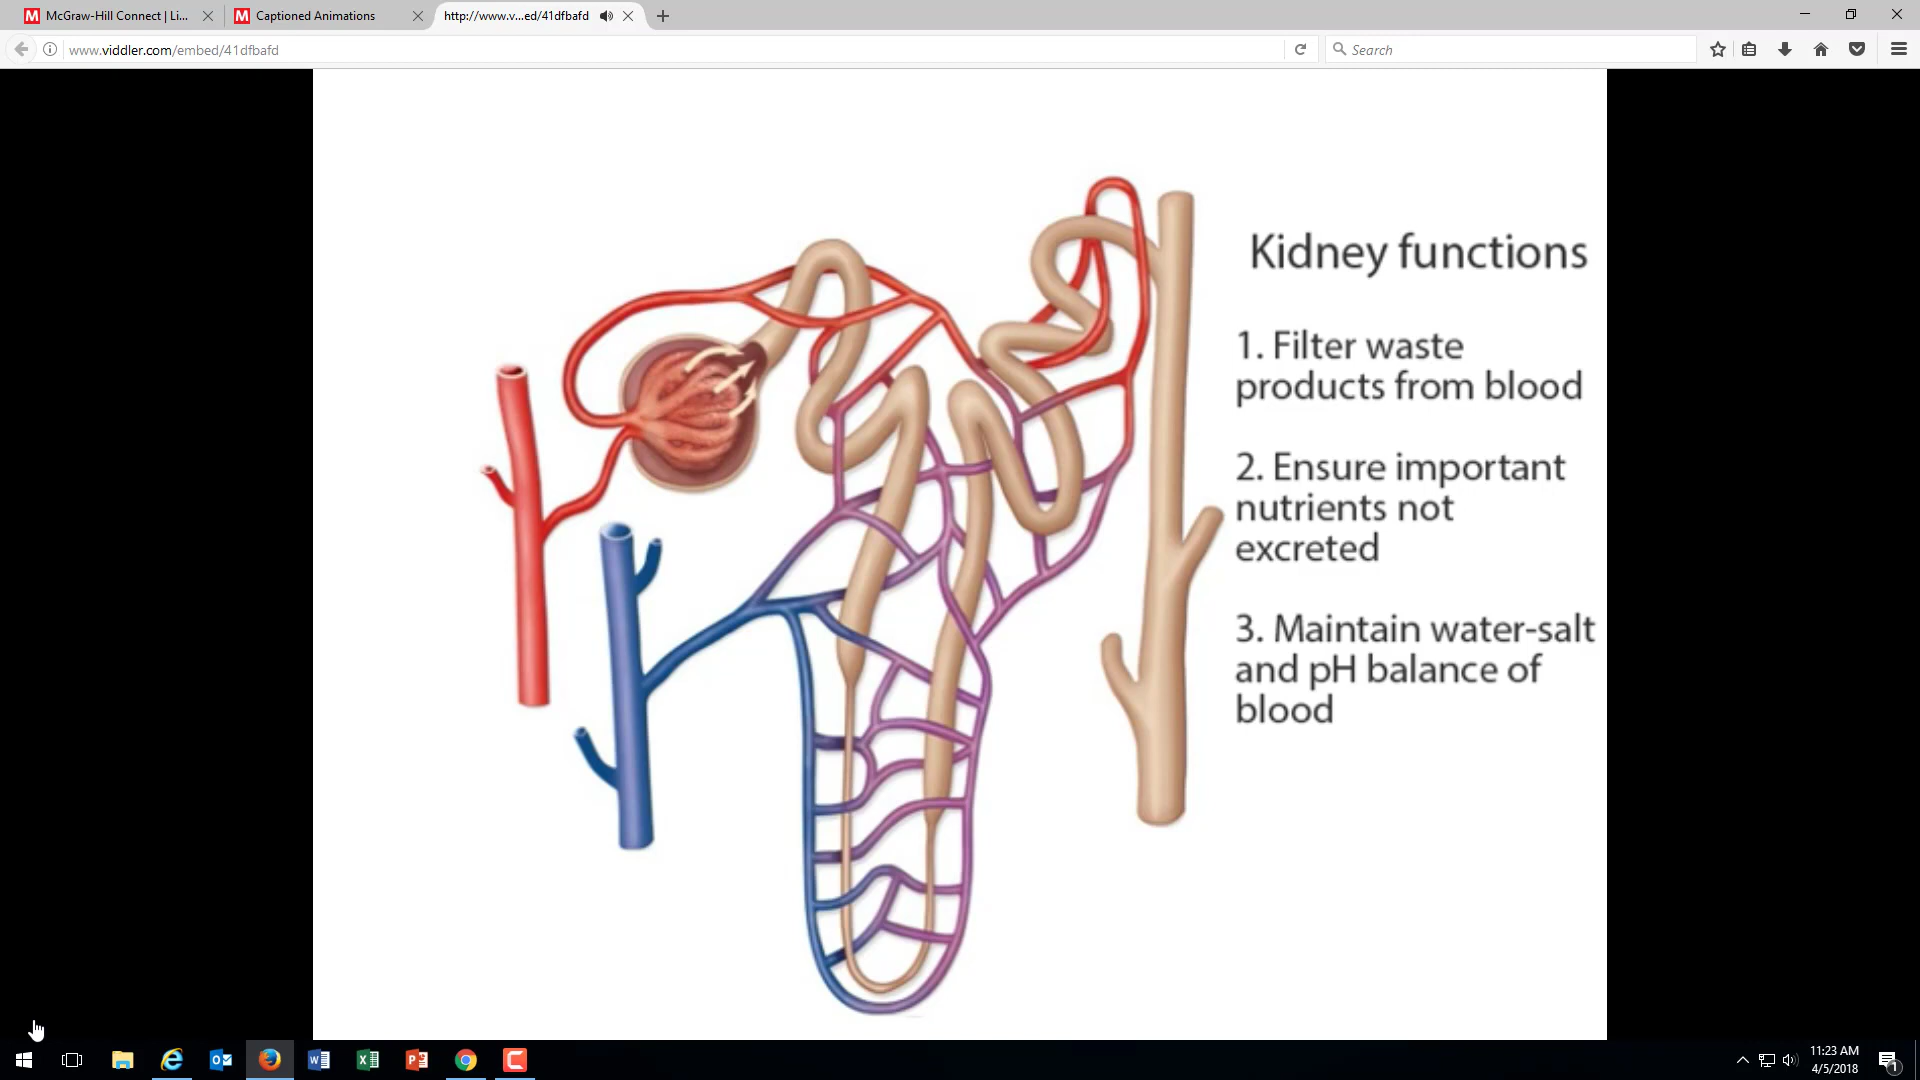 McGraw-Hill Connect | Li...
Captioned Animations
http://www.v...ed/41dfbafd
www.viddler.com/embed/41dfbafd
Search
Kidney functions
1. Filter waste
products from blood
2. Ensure important
nutrients not
excreted
3. Maintain water-salt
and pH balance of
blood
11:23 AM
4/5/2018
1